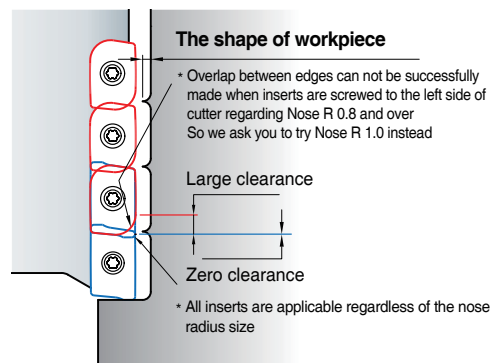 The shape of workpiece
* Overlap between edges can not be successfully
made when inserts are screwed to the left side of
cutter regarding Nose R 0.8 and over
So we ask you to try Nose R 1.0 instead
Large clearance
Zero clearance
* All inserts are applicable regardless of the nose
radius size